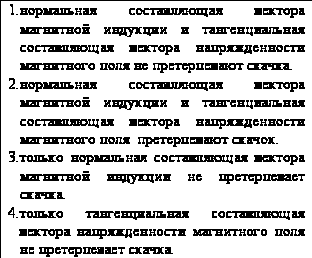 1.нормальная составляющая вектора
магнитной индукции и тангенциальная
составляющая вектора напряженности
магнитного поля не претерпевают скачка.
2.нормальная составляющая вектора
магнитной индукции и тангенциальная
составляющая вектора напряженности
магнитного поля претерпевают скачок.
3.только нормальная составляющая вектора
магнитной индукции не претерпевает
скачка.
4.только тангенциальная составляющая
вектора напряженности магнитного поля
не претерпевает скачка